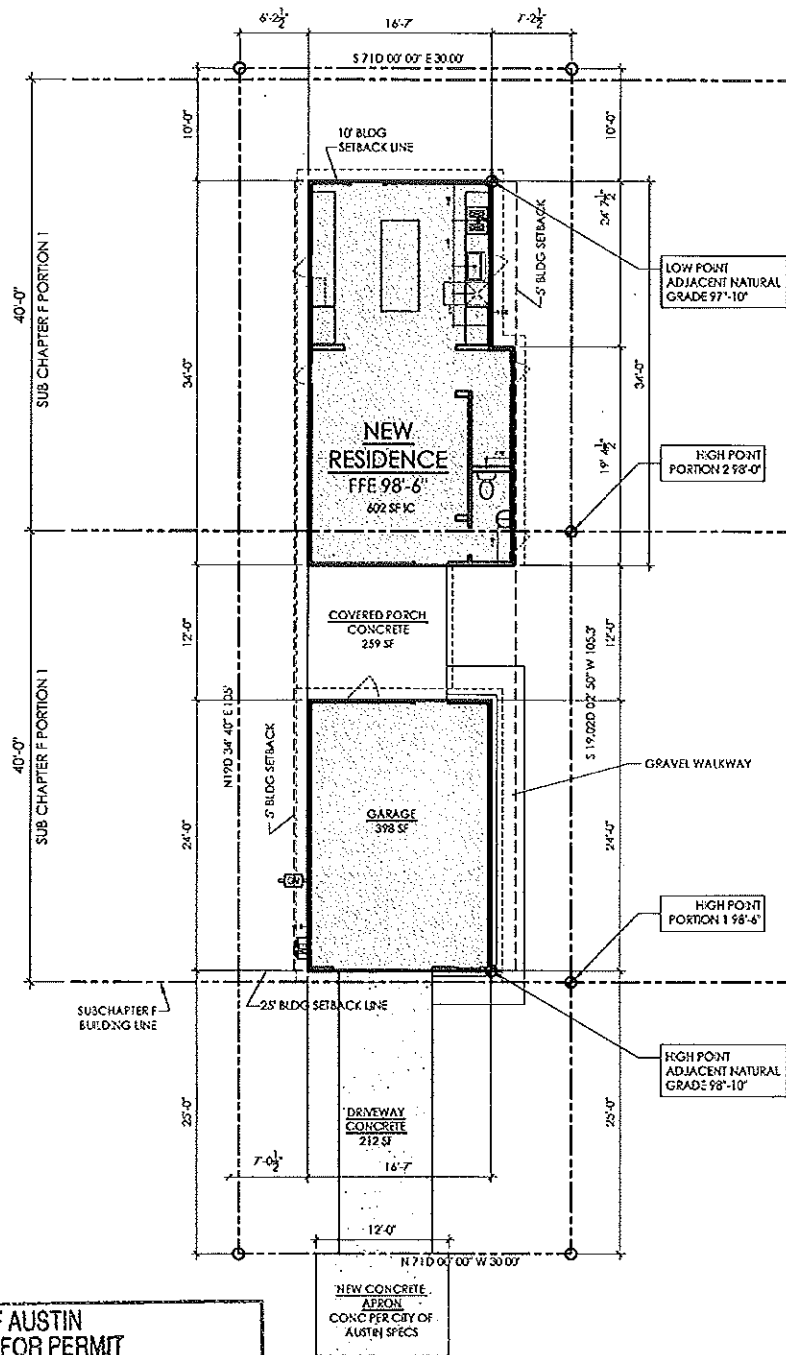 6'-2½"
16'-7"
7'-2½"
S 71D 00' 00" E 30.00'
10'-0"
10'-0"
10' BLDG
SETBACK LINE
24' 7½"
5' BLDG SETBACK
LOW POINT
ADJACENT NATURAL
GRADE 97'-10"
40'-0"
SUB CHAPTER F PORTION 1
34'-0"
34'-0"
NEW
RESIDENCE
FFE 98'-6"
602 SF IC
19' 4½"
HIGH POINT
PORTION 2 98'-0"
COVERED PORCH
CONCRETE
259 SF
12'-0"
12'-0"
N19D 34' 40" E 105'
S 19.02D 02' 50" W 105.3'
40'-0"
SUB CHAPTER F PORTION 1
5' BLDG SETBACK
GRAVEL WALKWAY
GARAGE
398 SF
24'-0"
24'-0"
HIGH POINT
PORTION 1 98'-6"
SUBCHAPTER F
BUILDING LINE
25' BLDG SETBACK LINE
HIGH POINT
ADJACENT NATURAL
GRADE 98'-10"
25'-0"
25'-0"
DRIVEWAY
CONCRETE
212 SF
7'-0½"
16'-7"
12'-0"
N 71D 00' 00" W 30.00'
NEW CONCRETE
APRON
CONC PER CITY OF
AUSTIN SPECS
F AUSTIN
FOR PERMIT